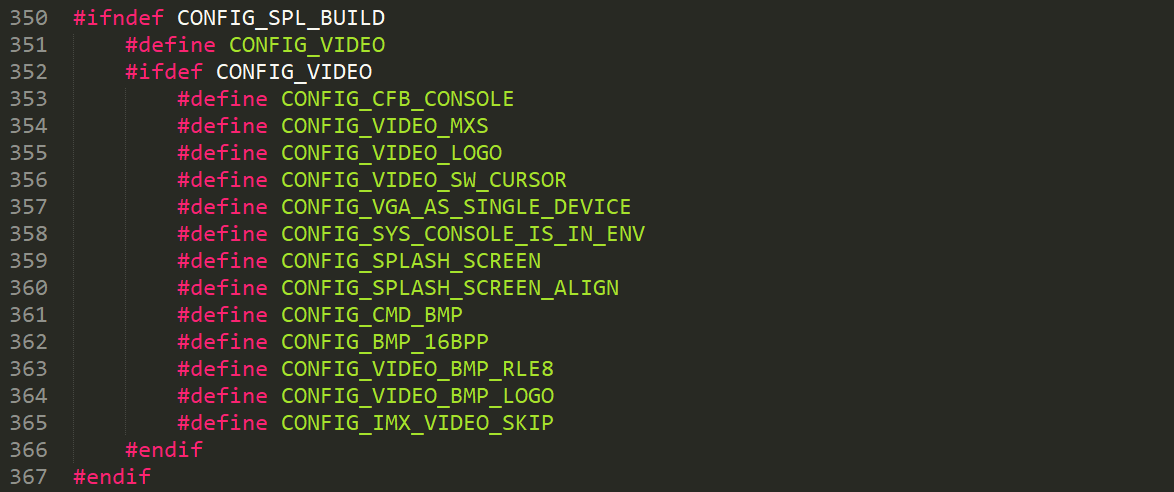 350 #ifndef CONFIG_SPL_BUILD
351     #define CONFIG_VIDEO
352     #ifdef CONFIG_VIDEO
353         #define CONFIG_CFB_CONSOLE
354         #define CONFIG_VIDEO_MXS
355         #define CONFIG_VIDEO_LOGO
356         #define CONFIG_VIDEO_SW_CURSOR
357         #define CONFIG_VGA_AS_SINGLE_DEVICE
358         #define CONFIG_SYS_CONSOLE_IS_IN_ENV
359         #define CONFIG_SPLASH_SCREEN
360         #define CONFIG_SPLASH_SCREEN_ALIGN
361         #define CONFIG_CMD_BMP
362         #define CONFIG_BMP_16BPP
363         #define CONFIG_VIDEO_BMP_RLE8
364         #define CONFIG_VIDEO_BMP_LOGO
365         #define CONFIG_IMX_VIDEO_SKIP
366     #endif
367 #endif